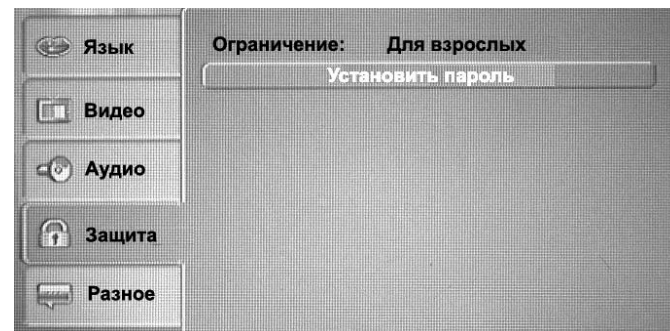 Язык
Видео
Аудио
Защита
Разное
Ограничение: Для взрослых
Установить пароль